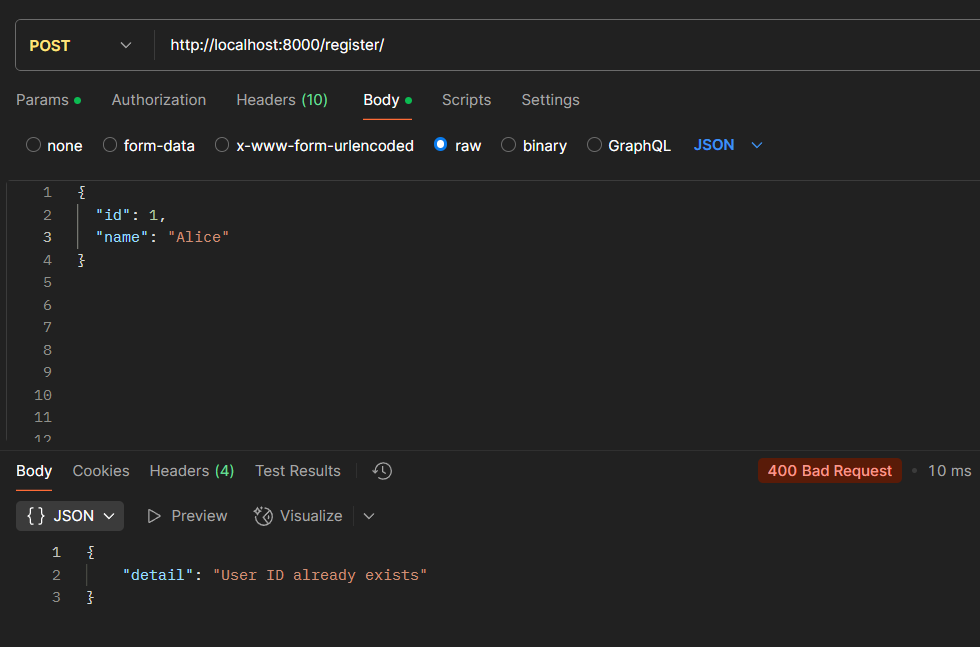 POST http://localhost:8000/register/
Params Authorization Headers (10) Body Scripts Settings
none form-data x-www-form-urlencoded raw binary GraphQL JSON
1 {
2 "id": 1,
3 "name": "Alice"
4 }
5
6
7
8
9
10
11
12
Body Cookies Headers (4) Test Results 400 Bad Request • 10 ms
{} JSON Preview Visualize
1 {
2 "detail": "User ID already exists"
3 }